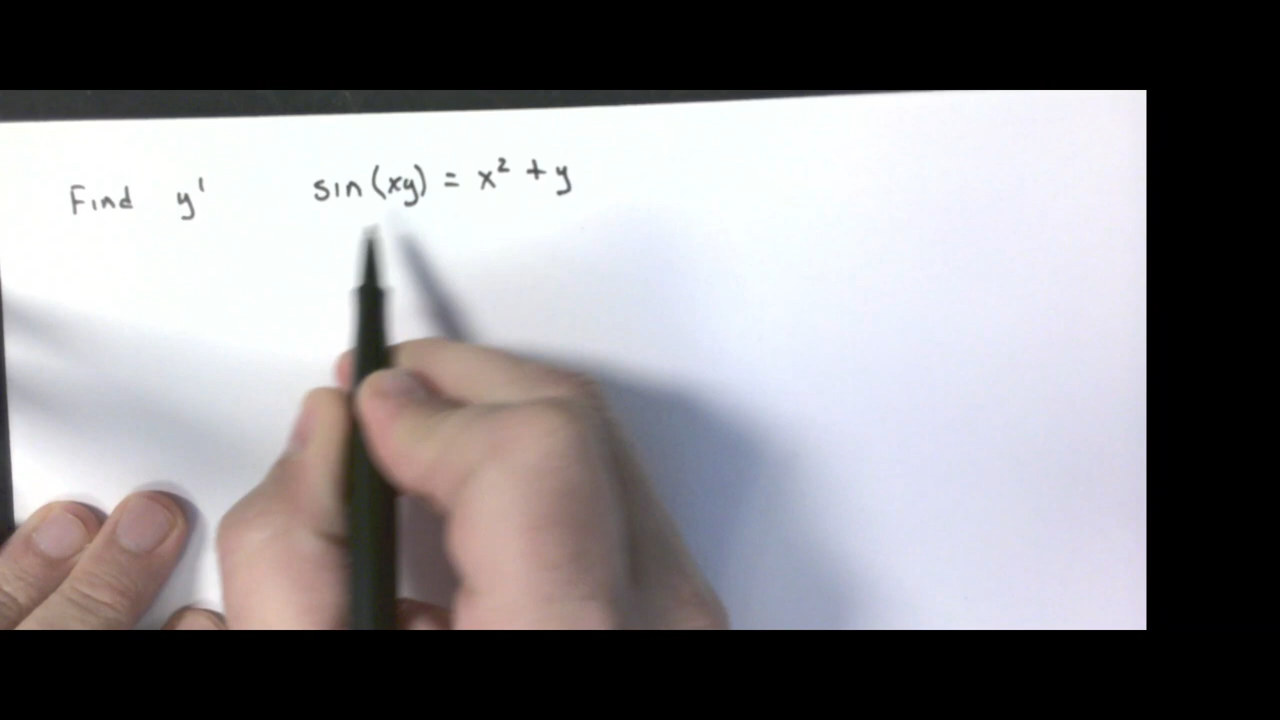 Find y' sin(xy) = x² + y